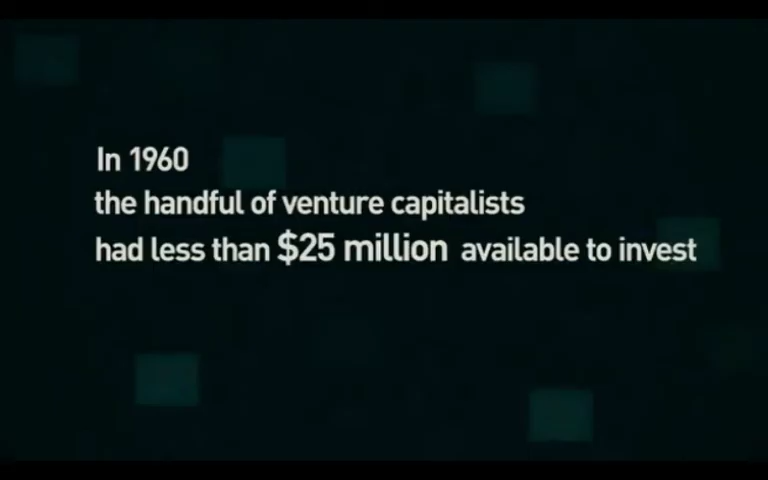 In 1960
the handful of venture capitalists
had less than $25 million available to invest